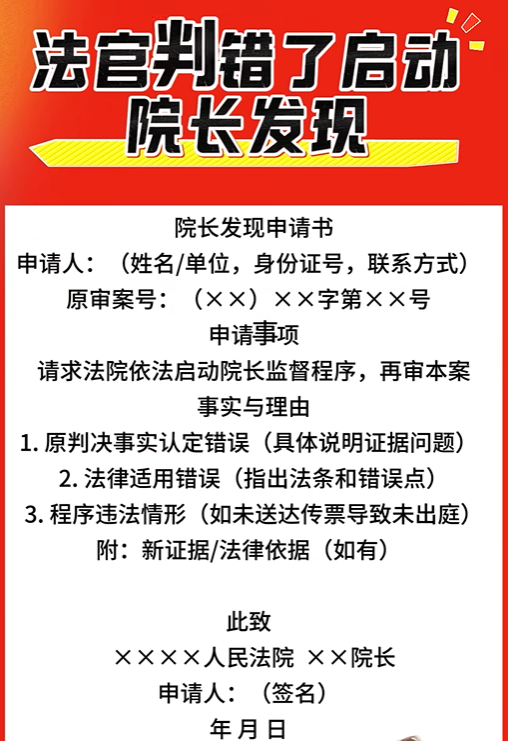 法官判错了启动
院长发现
院长发现申请书
申请人：（姓名/单位，身份证号，联系方式）
原审案号：（××）××字第××号
申请事项
请求法院依法启动院长监督程序，再审本案
事实与理由
1. 原判决事实认定错误（具体说明证据问题）
2. 法律适用错误（指出法条和错误点）
3. 程序违法情形（如未送达传票导致未出庭）
附：新证据/法律依据（如有）
此致
××××人民法院 ××院长
申请人：（签名）
年 月 日